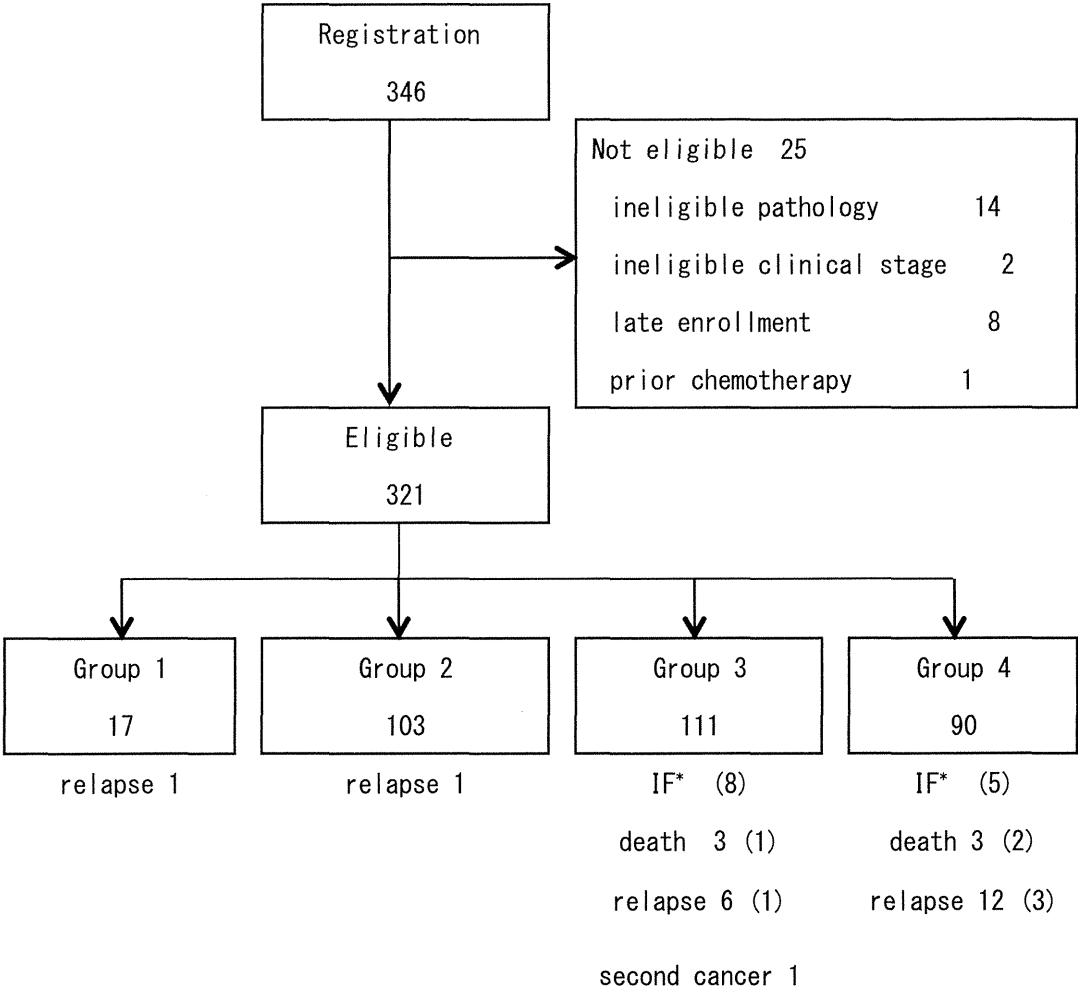 Registration
346
Not eligible 25
ineligible pathology 14
ineligible clinical stage 2
late enrollment 8
prior chemotherapy 1
Eligible
321
Group 1
17
relapse 1
Group 2
103
relapse 1
Group 3
111
IF* (8)
death 3 (1)
relapse 6 (1)
second cancer 1
Group 4
90
IF* (5)
death 3 (2)
relapse 12 (3)